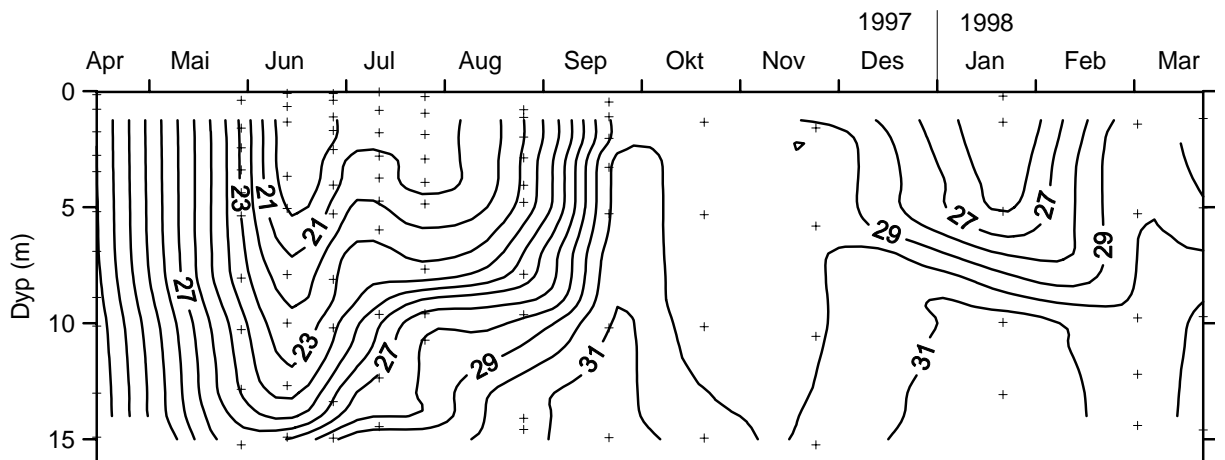 1997 1998
Apr Mai Jun Jul Aug Sep Okt Nov Des Jan Feb Mar
0
23 21 27 27
5
21 27 29 29
Dyp (m)
27
10
23 27 29 31 31
15